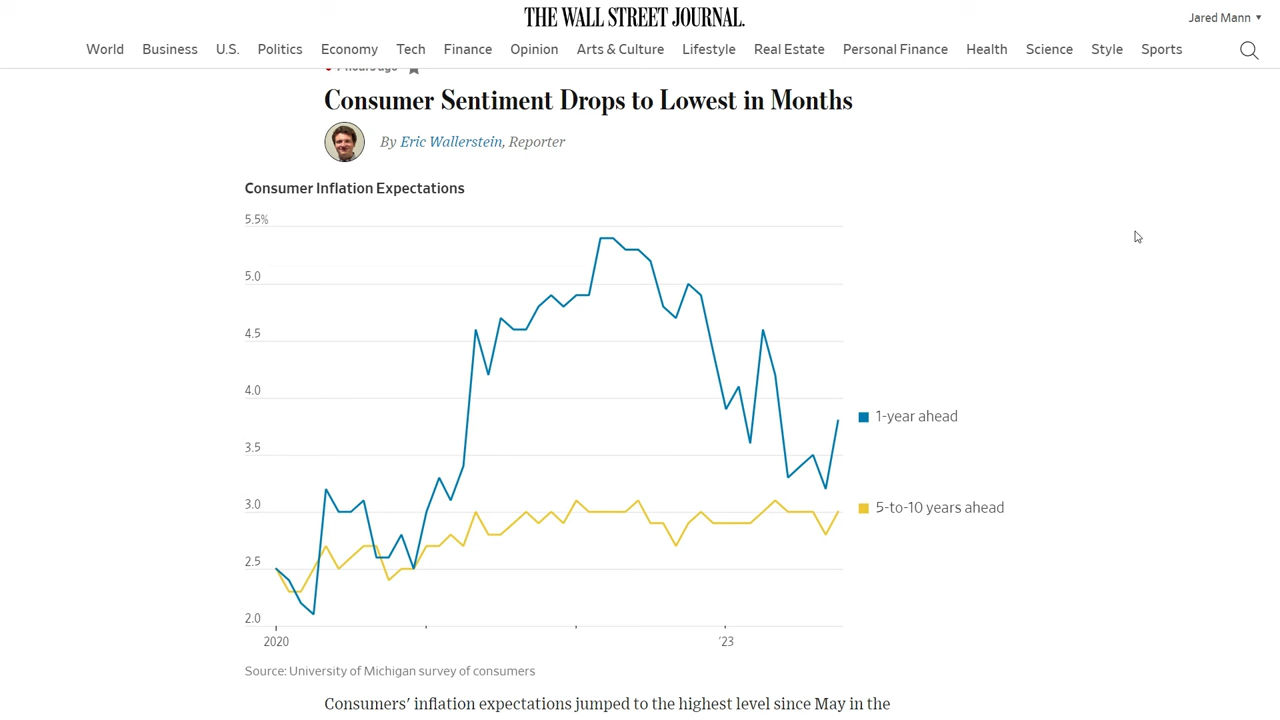 THE WALL STREET JOURNAL.
Jared Mann ▼
World Business U.S. Politics Economy Tech Finance Opinion Arts & Culture Lifestyle Real Estate Personal Finance Health Science Style Sports
hours ago
Consumer Sentiment Drops to Lowest in Months
By Eric Wallerstein, Reporter
Consumer Inflation Expectations
5.5%
5.0
4.5
4.0
1-year ahead
3.5
3.0
5-to-10 years ahead
2.5
2.0
2020 '23
Source: University of Michigan survey of consumers
Consumers' inflation expectations jumped to the highest level since May in the